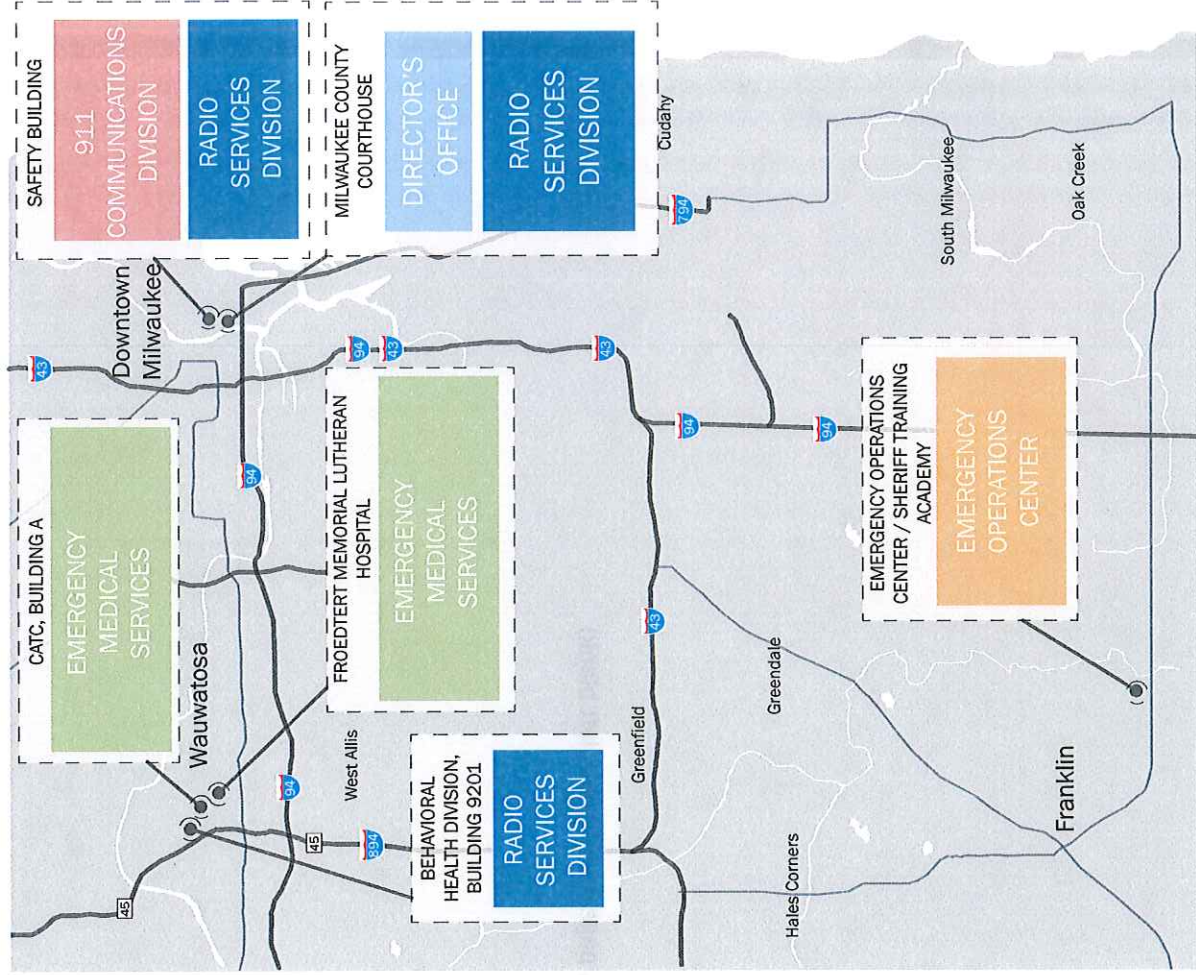 CATC, BUILDING A
EMERGENCY
MEDICAL
SERVICES
SAFETY BUILDING
911
COMMUNICATIONS
DIVISION
RADIO
SERVICES
DIVISION
Downtown
Milwaukee
43
45
Wauwatosa
94
MILWAUKEE COUNTY
COURTHOUSE
DIRECTOR'S
OFFICE
RADIO
SERVICES
DIVISION
FROEDTERT MEMORIAL LUTHERAN
HOSPITAL
EMERGENCY
MEDICAL
SERVICES
94
94
43
45
West Allis
894
BEHAVIORAL
HEALTH DIVISION,
BUILDING 9201
RADIO
SERVICES
DIVISION
43
Greenfield
43
Cudahy
794
94
94
Greendale
Hales Corners
South Milwaukee
Oak Creek
EMERGENCY OPERATIONS
CENTER / SHERIFF TRAINING
ACADEMY
EMERGENCY
OPERATIONS
CENTER
Franklin